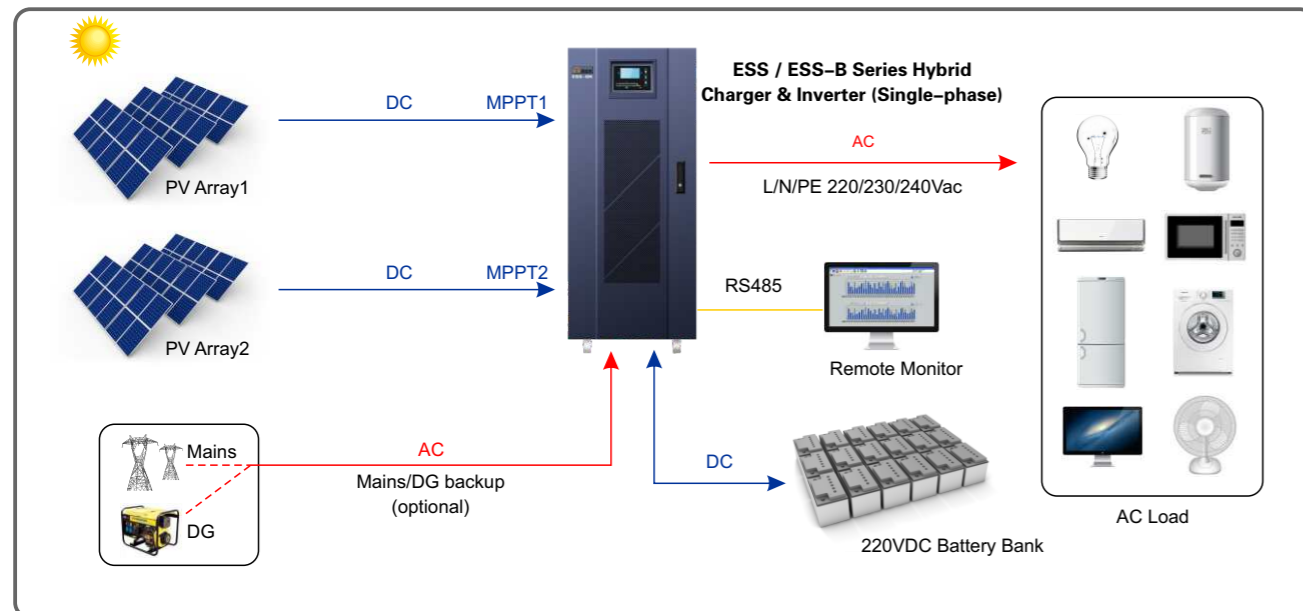 ESS / ESS–B Series Hybrid
Charger & Inverter (Single–phase)
DC
MPPT1
PV Array1
AC
L/N/PE 220/230/240Vac
DC
MPPT2
PV Array2
RS485
Remote Monitor
Mains
DG
AC
Mains/DG backup
(optional)
DC
220VDC Battery Bank
AC Load